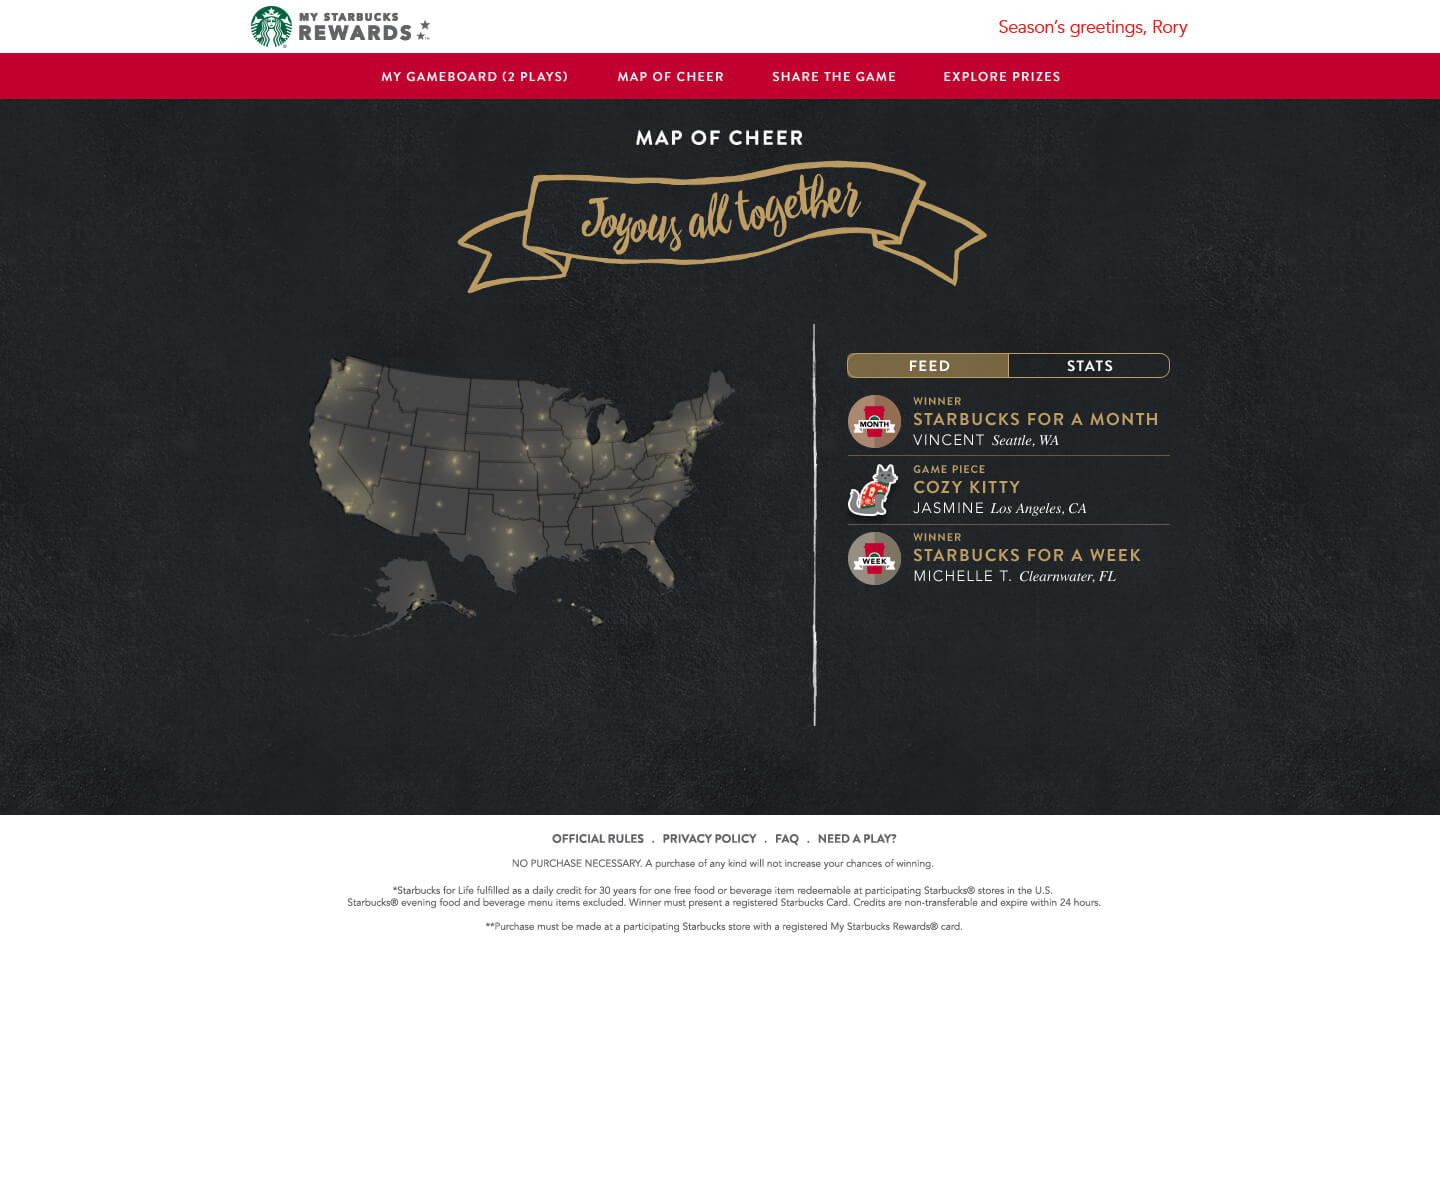 MY STARBUCKS
REWARDS
Season's greetings, Rory
MY GAMEBOARD (2 PLAYS)
MAP OF CHEER
SHARE THE GAME
EXPLORE PRIZES
MAP OF CHEER
Joyous all together
FEED
STATS
WINNER
MONTH
STARBUCKS FOR A MONTH
VINCENT Seattle, WA
GAME PIECE
COZY KITTY
JASMINE Los Angeles, CA
WINNER
WEEK
STARBUCKS FOR A WEEK
MICHELLE T. Clearnwater, FL
OFFICIAL RULES . PRIVACY POLICY . FAQ . NEED A PLAY?
NO PURCHASE NECESSARY. A purchase of any kind will not increase your chances of winning.
*Starbucks for Life fulfilled as a daily credit for 30 years for one free food or beverage item redeemable at participating Starbucks® stores in the U.S.
Starbucks® evening food and beverage menu items excluded. Winner must present a registered Starbucks Card. Credits are non-transferable and expire within 24 hours.
**Purchase must be made at a participating Starbucks store with a registered My Starbucks Rewards® card.